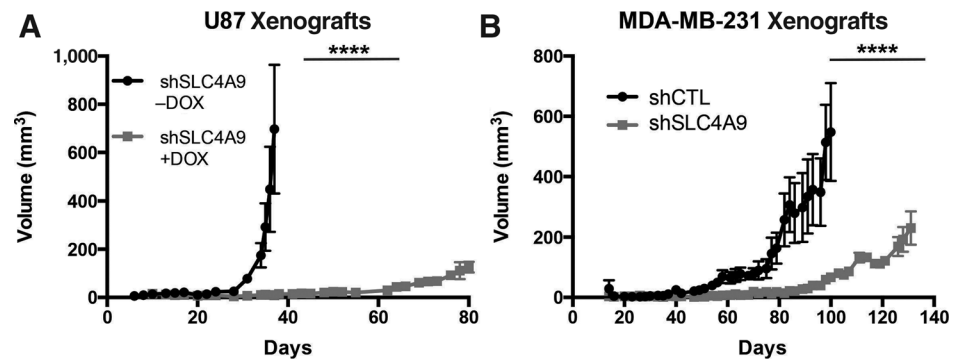 A
U87 Xenografts
****
1,000
800
600
400
200
0
Volume (mm³)
shSLC4A9
–DOX
shSLC4A9
+DOX
0 20 40 60 80
Days
B
MDA-MB-231 Xenografts
****
800
600
400
200
0
Volume (mm³)
shCTL
shSLC4A9
0 20 40 60 80 100 120 140
Days